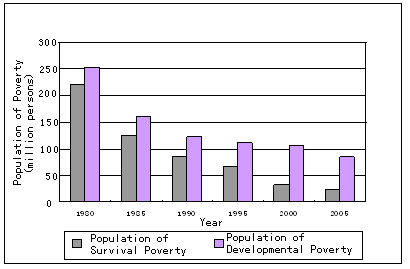 Population of Poverty
(million persons)
300
250
200
150
100
50
0
1980
1985
1990
1995
2000
2005
Year
Population of
Survival Poverty
Population of
Developmental Poverty